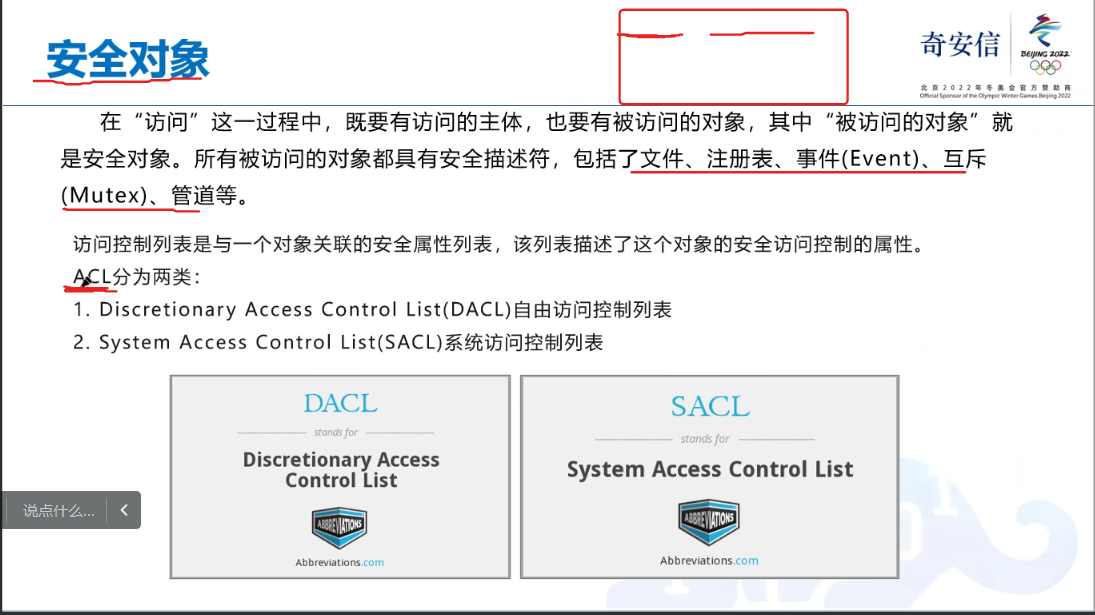 安全对象
奇安信
BEIJING 2022
北京2022年冬奥会官方赞助商
Official Sponsor of the Olympic Winter Games Beijing 2022
在“访问”这一过程中，既要有访问的主体，也要有被访问的对象，其中“被访问的对象”就
是安全对象。所有被访问的对象都具有安全描述符，包括了文件、注册表、事件(Event)、互斥
(Mutex)、管道等。
访问控制列表是与一个对象关联的安全属性列表，该列表描述了这个对象的安全访问控制的属性。
ACL分为两类：
1. Discretionary Access Control List(DACL)自由访问控制列表
2. System Access Control List(SACL)系统访问控制列表
DACL
stands for
Discretionary Access
Control List
ABBREVIATIONS
Abbreviations.com
SACL
stands for
System Access Control List
ABBREVIATIONS
Abbreviations.com
说点什么...